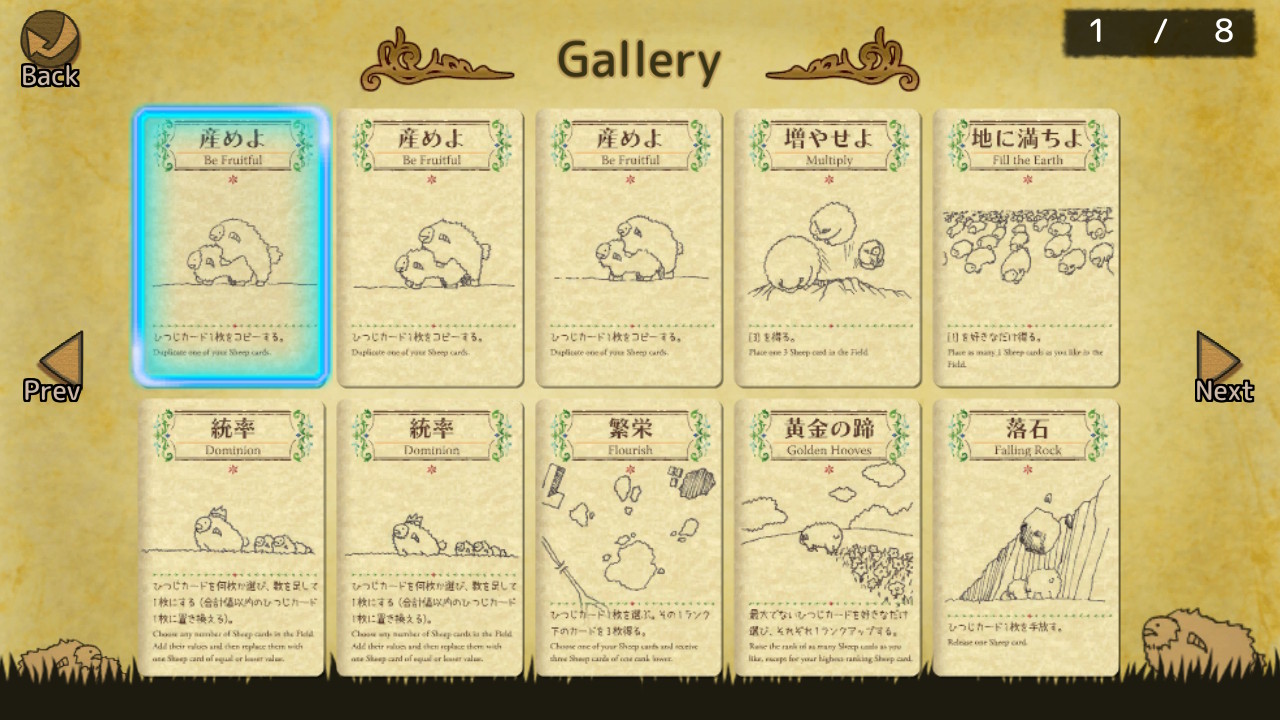 Back
Gallery
1 / 8
産めよ
Be Fruitful
ひつじカード1枚をコピーする。
Duplicate one of your Sheep cards.
産めよ
Be Fruitful
ひつじカード1枚をコピーする。
Duplicate one of your Sheep cards.
産めよ
Be Fruitful
ひつじカード1枚をコピーする。
Duplicate one of your Sheep cards.
増やせよ
Multiply
[3] を得る。
Place one 3 Sheep card in the Field.
地に満ちよ
Fill the Earth
[1] を好きなだけ得る。
Place as many 1 Sheep cards as you like in the
Field.
Prev
Next
統率
Dominion
ひつじカードを何枚か選び、数を足して
1枚にする (合計値以内のひつじカード
1枚に置き換える)。
Choose any number of Sheep cards in the Field.
Add their values and then replace them with
one Sheep card of equal or lesser value.
統率
Dominion
ひつじカードを何枚か選び、数を足して
1枚にする (合計値以内のひつじカード
1枚に置き換える)。
Choose any number of Sheep cards in the Field.
Add their values and then replace them with
one Sheep card of equal or lesser value.
繁栄
Flourish
ひつじカード1枚を選ぶ。その1ランク
下のカードを3枚得る。
Choose one of your Sheep cards and receive
three Sheep cards of one rank lower.
黄金の蹄
Golden Hooves
最大でないひつじカードを好きなだけ
選び、それぞれ1ランクアップする。
Raise the rank of as many Sheep cards as you
like, except for your highest ranking Sheep card.
落石
Falling Rock
ひつじカード1枚を手放す。
Release one Sheep card.